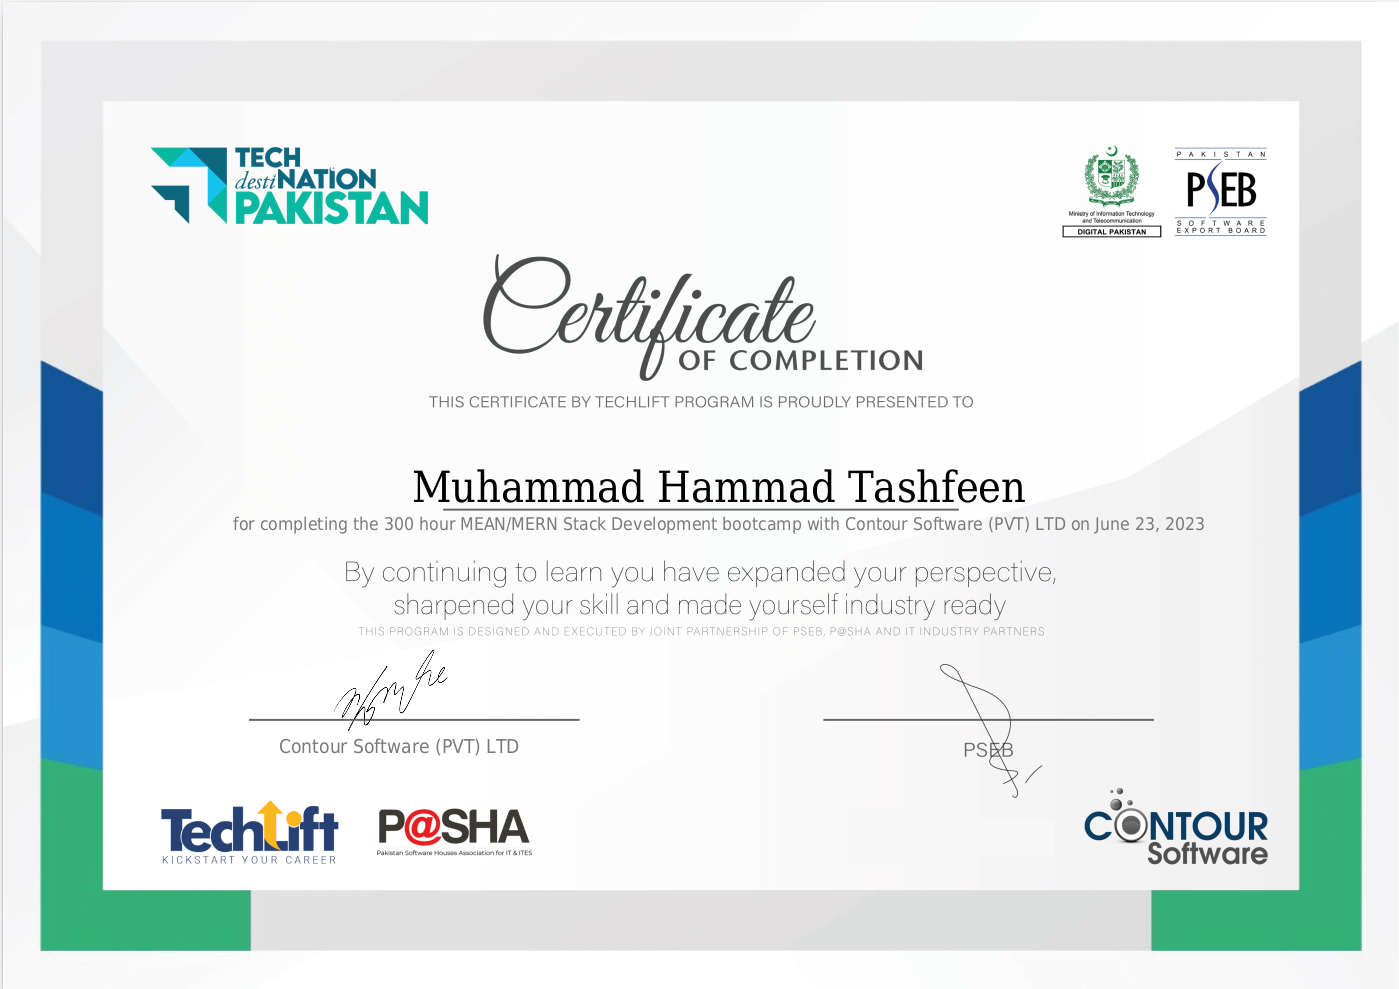 TECH
destiNATION
PAKISTAN
Ministry of Information Technology
and Telecommunication
DIGITAL PAKISTAN
PAKISTAN
PSEB
SOFTWARE
EXPORT BOARD
Certificate
OF COMPLETION
THIS CERTIFICATE BY TECHLIFT PROGRAM IS PROUDLY PRESENTED TO
Muhammad Hammad Tashfeen
for completing the 300 hour MEAN/MERN Stack Development bootcamp with Contour Software (PVT) LTD on June 23, 2023
By continuing to learn you have expanded your perspective,
sharpened your skill and made yourself industry ready
THIS PROGRAM IS DESIGNED AND EXECUTED BY JOINT PARTNERSHIP OF PSEB, P@SHA AND IT INDUSTRY PARTNERS
Contour Software (PVT) LTD
PSEB
TechLift
KICKSTART YOUR CAREER
P@SHA
Pakistan Software Houses Association for IT & ITES
CONTOUR
Software